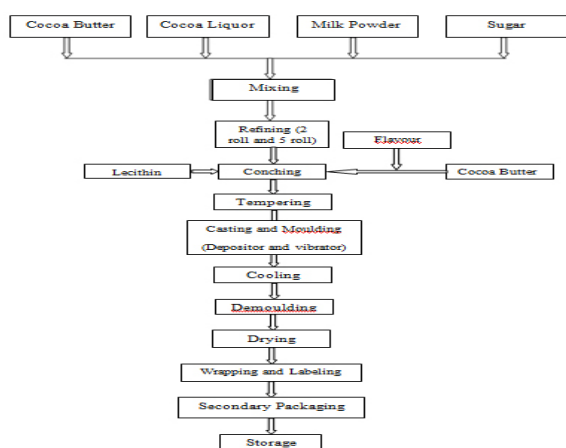 Cocoa Butter
Cocoa Liquor
Milk Powder
Sugar
Mixing
Refining (2
roll and 5 roll)
Flavour
Lecithin
Conching
Cocoa Butter
Tempering
Casting and Moulding
(Depositor and vibrator)
Cooling
Demoulding
Drying
Wrapping and Labeling
Secondary Packaging
Storage